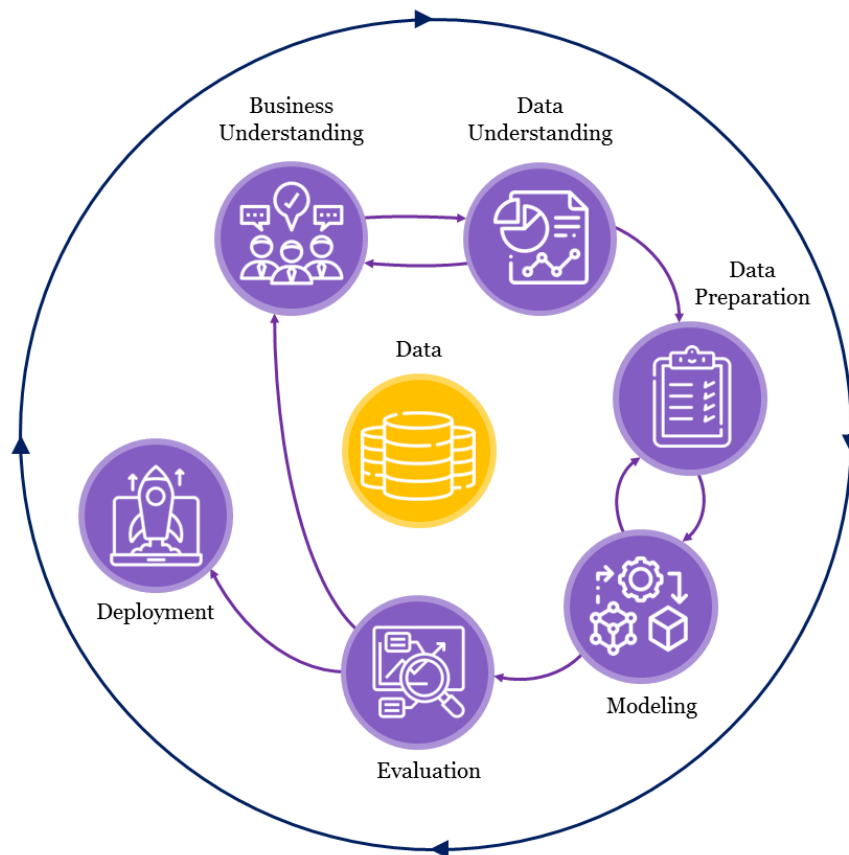 Business
Understanding
Data
Understanding
Data
Preparation
Data
Deployment
Modeling
Evaluation